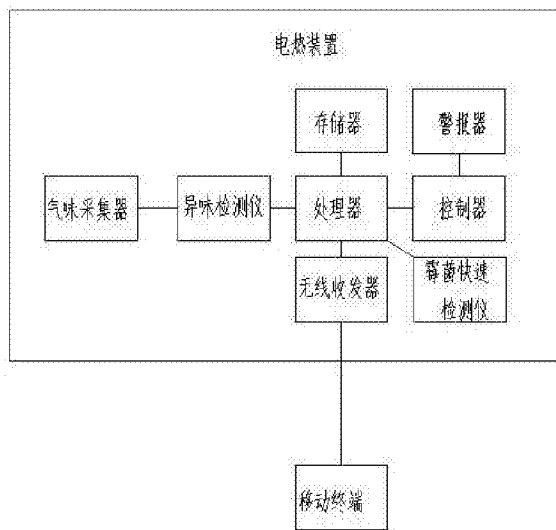 电热装置
存储器
警报器
气味采集器
异味检测仪
处理器
控制器
无线收发器
霉菌快速
检测仪
移动终端